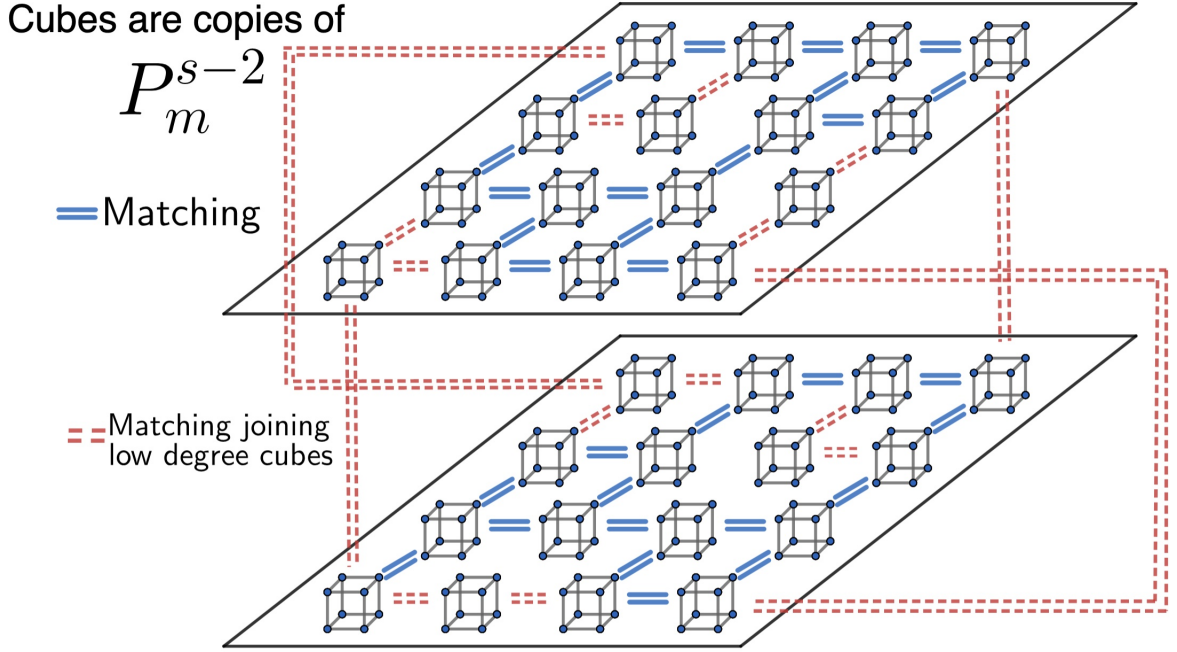 Cubes are copies of
P_m^{s-2}
Matching
Matching joining
low degree cubes